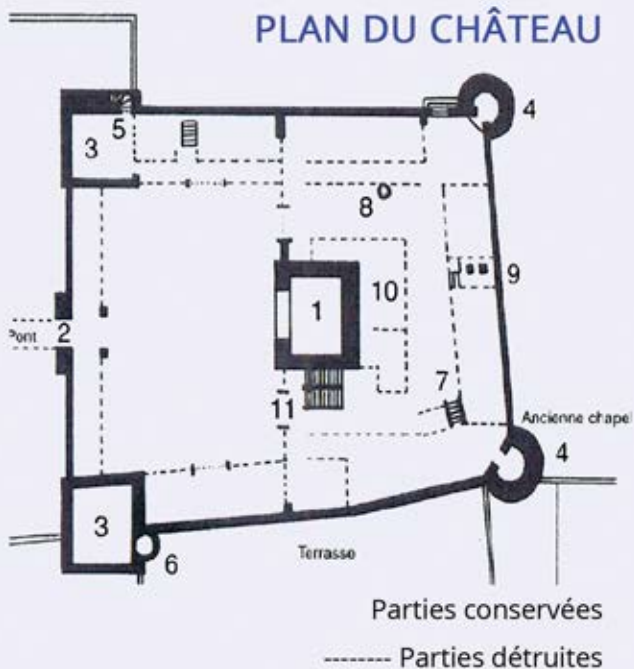 PLAN DU CHÂTEAU
5
4
3
8
9
10
1
2
Pont
7
11
Ancienne chapel
4
3
6
Terrasse
Parties conservées
Parties détruites